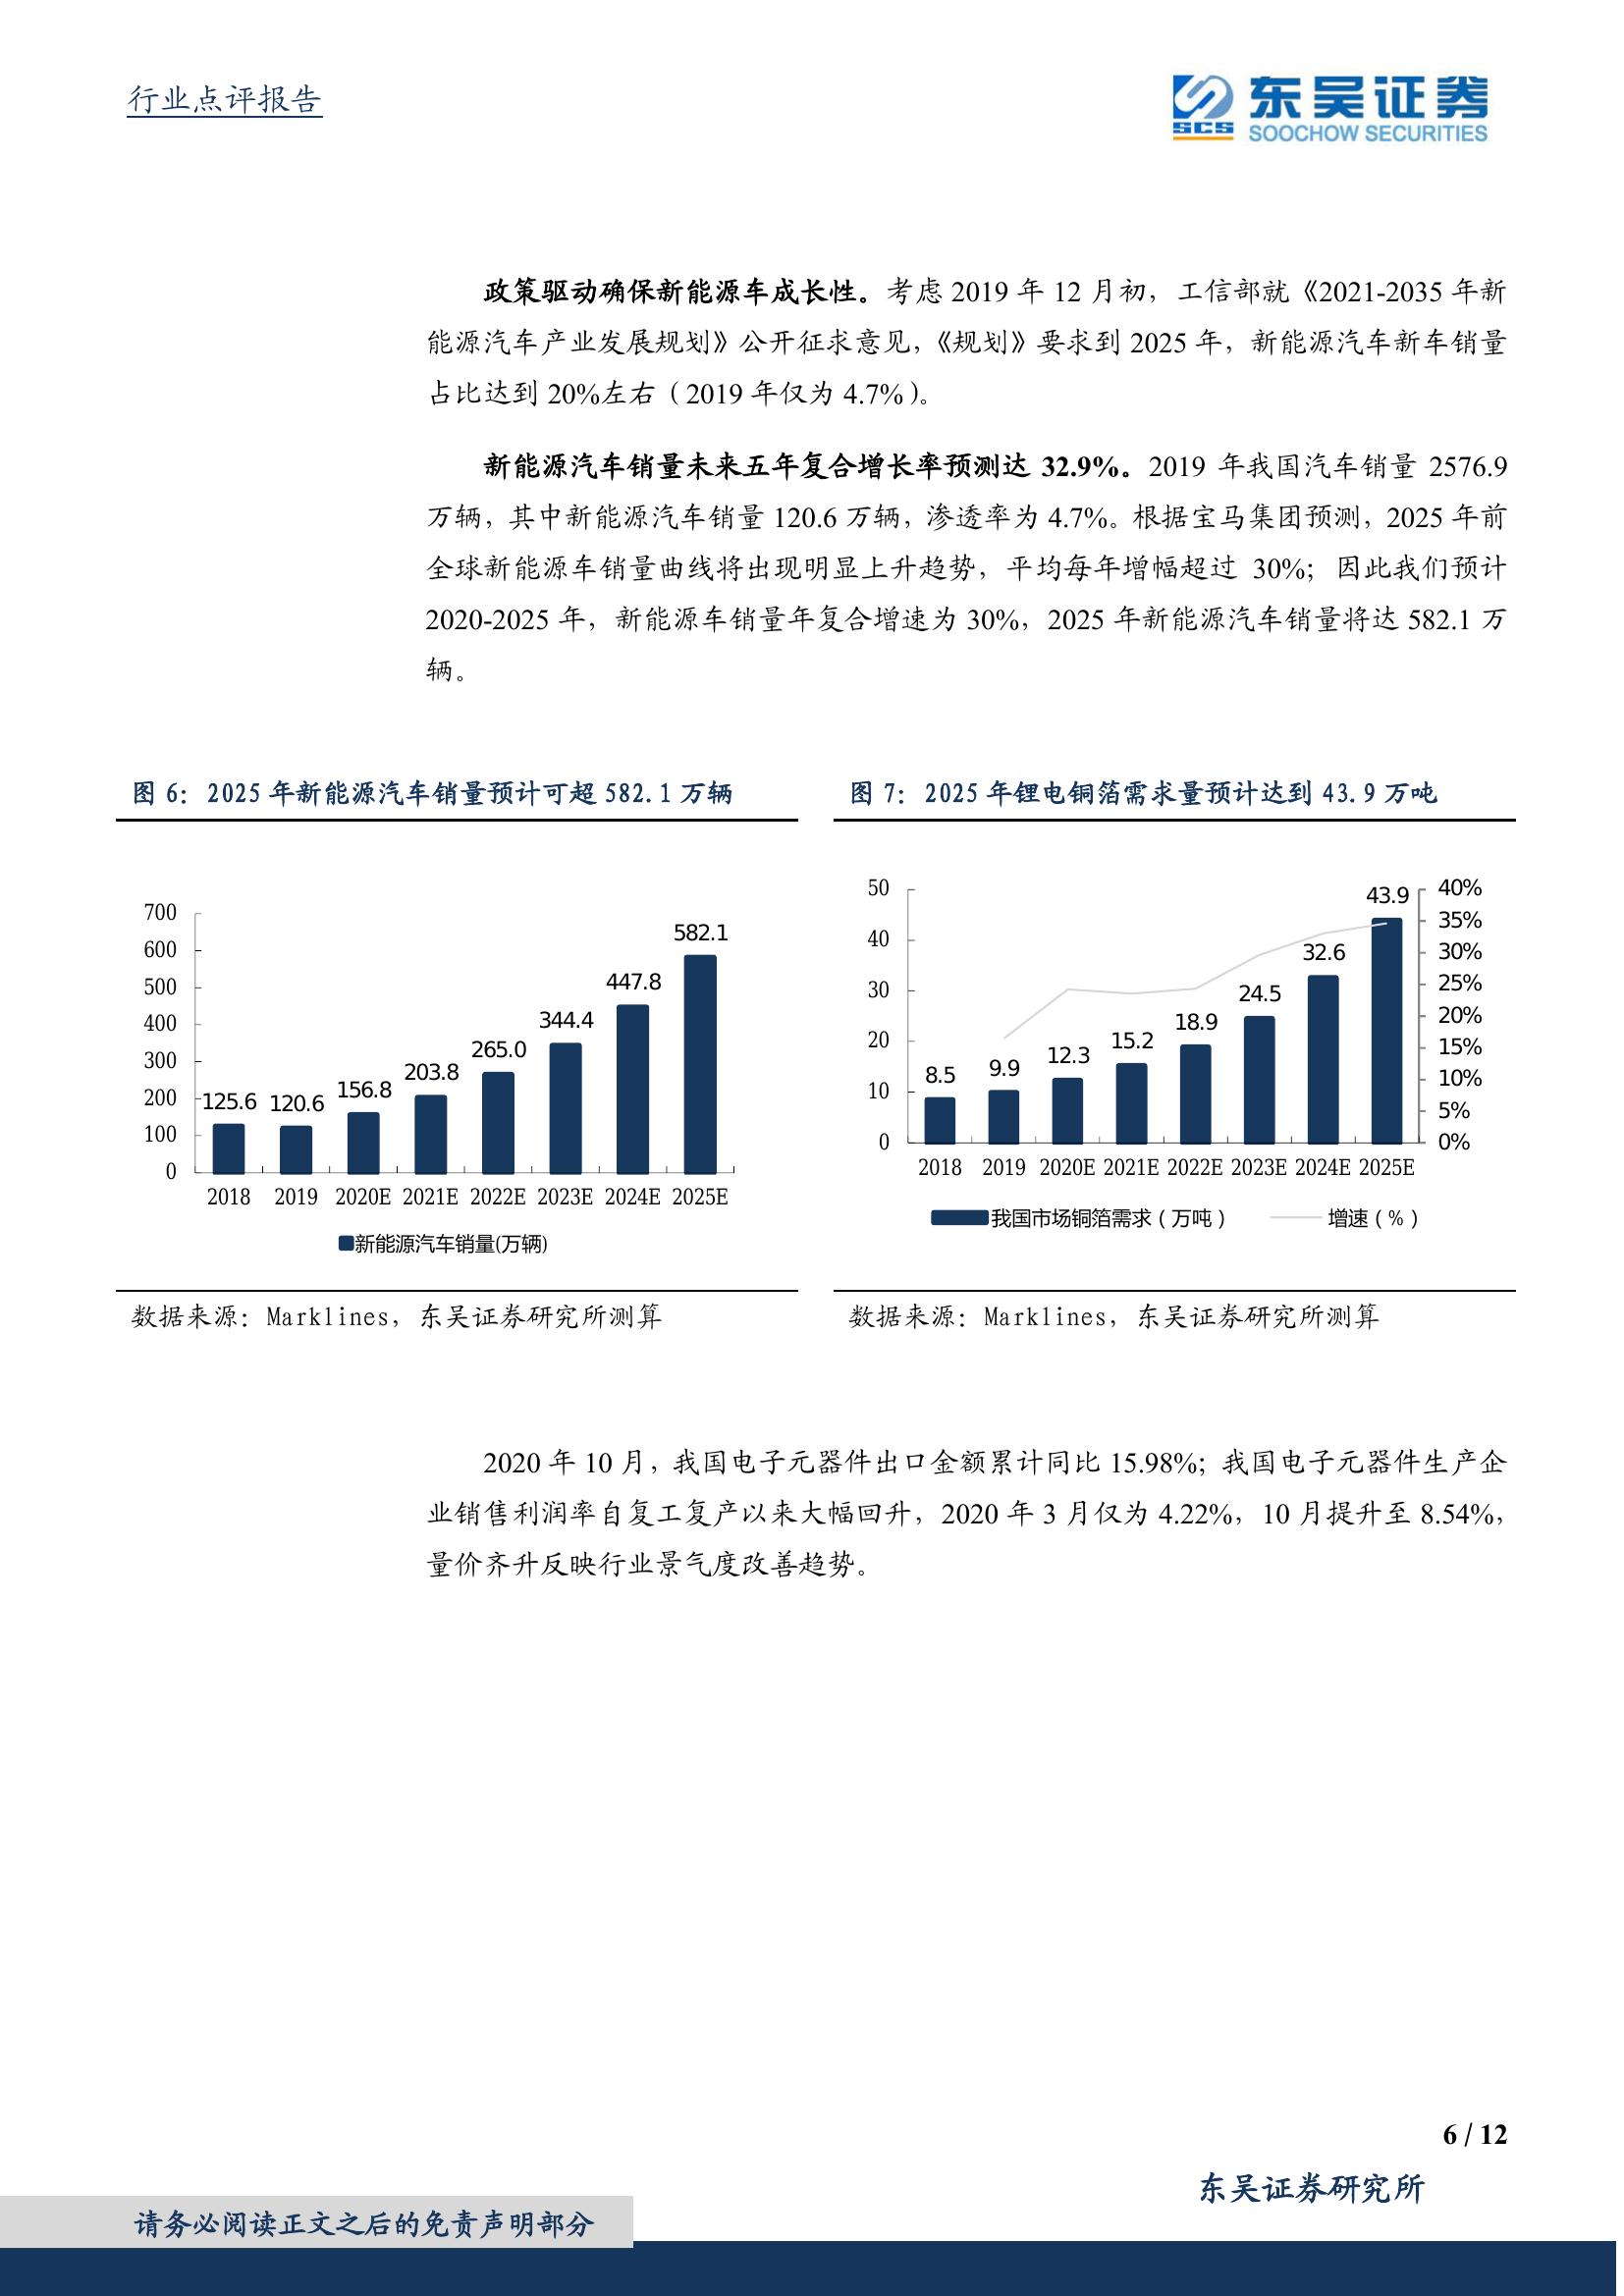 行业点评报告
东吴证券
SCS
SOOCHOW SECURITIES
政策驱动确保新能源车成长性。考虑 2019 年 12 月初，工信部就《2021-2035 年新
能源汽车产业发展规划》公开征求意见，《规划》要求到 2025 年，新能源汽车新车销量
占比达到 20%左右（2019 年仅为 4.7%）。
新能源汽车销量未来五年复合增长率预测达 32.9%。2019 年我国汽车销量 2576.9
万辆，其中新能源汽车销量 120.6 万辆，渗透率为 4.7%。根据宝马集团预测，2025 年前
全球新能源车销量曲线将出现明显上升趋势，平均每年增幅超过 30%；因此我们预计
2020-2025 年，新能源车销量年复合增速为 30%，2025 年新能源汽车销量将达 582.1 万
辆。
图 6：2025 年新能源汽车销量预计可超 582.1 万辆
700
600
500
400
300
200
100
0
125.6 120.6 156.8 203.8 265.0 344.4 447.8 582.1
2018 2019 2020E 2021E 2022E 2023E 2024E 2025E
新能源汽车销量(万辆)
数据来源：Marklines，东吴证券研究所测算
图 7：2025 年锂电铜箔需求量预计达到 43.9 万吨
50
40
30
20
10
0
8.5 9.9 12.3 15.2 18.9 24.5 32.6 43.9
40%
35%
30%
25%
20%
15%
10%
5%
0%
2018 2019 2020E 2021E 2022E 2023E 2024E 2025E
我国市场铜箔需求（万吨） 增速（%）
数据来源：Marklines，东吴证券研究所测算
2020 年 10 月，我国电子元器件出口金额累计同比 15.98%；我国电子元器件生产企
业销售利润率自复工复产以来大幅回升，2020 年 3 月仅为 4.22%，10 月提升至 8.54%，
量价齐升反映行业景气度改善趋势。
6 / 12
东吴证券研究所
请务必阅读正文之后的免责声明部分